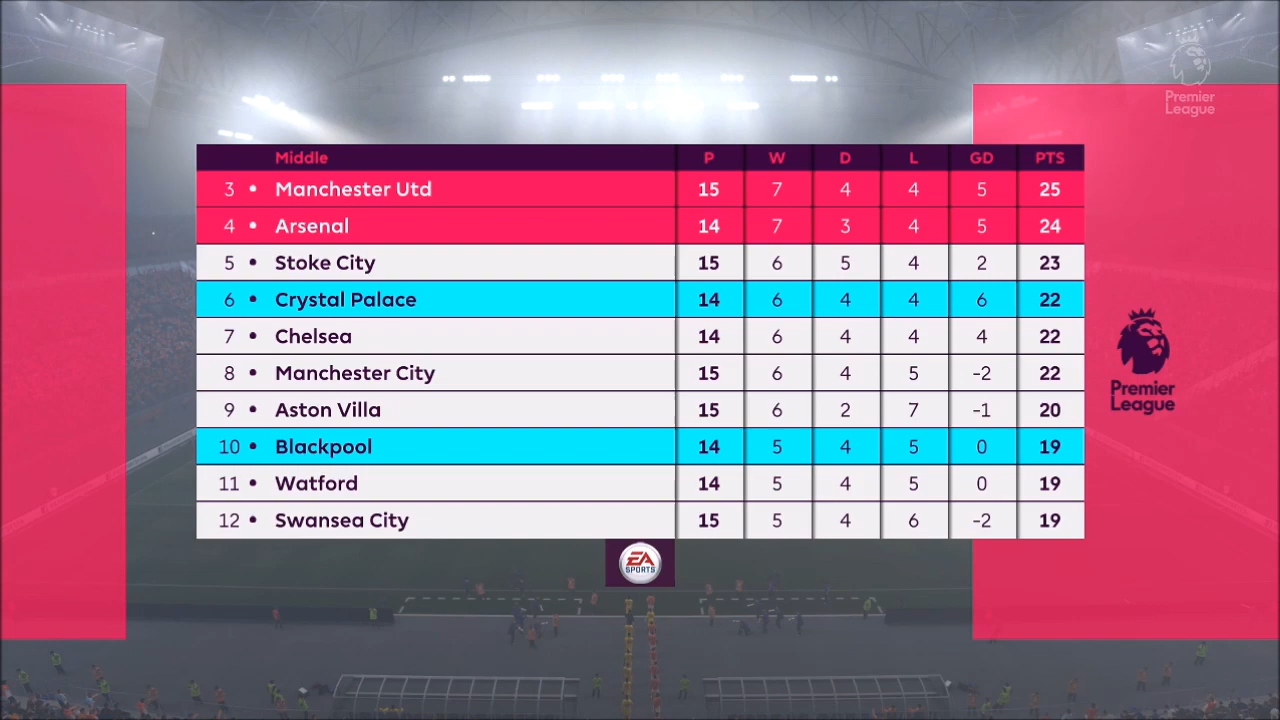 Premier
League
Middle P W D L GD PTS
3 • Manchester Utd 15 7 4 4 5 25
4 • Arsenal 14 7 3 4 5 24
5 • Stoke City 15 6 5 4 2 23
6 • Crystal Palace 14 6 4 4 6 22
7 • Chelsea 14 6 4 4 4 22
8 • Manchester City 15 6 4 5 -2 22
9 • Aston Villa 15 6 2 7 -1 20
10 • Blackpool 14 5 4 5 0 19
11 • Watford 14 5 4 5 0 19
12 • Swansea City 15 5 4 6 -2 19
Premier
League
EA
SPORTS